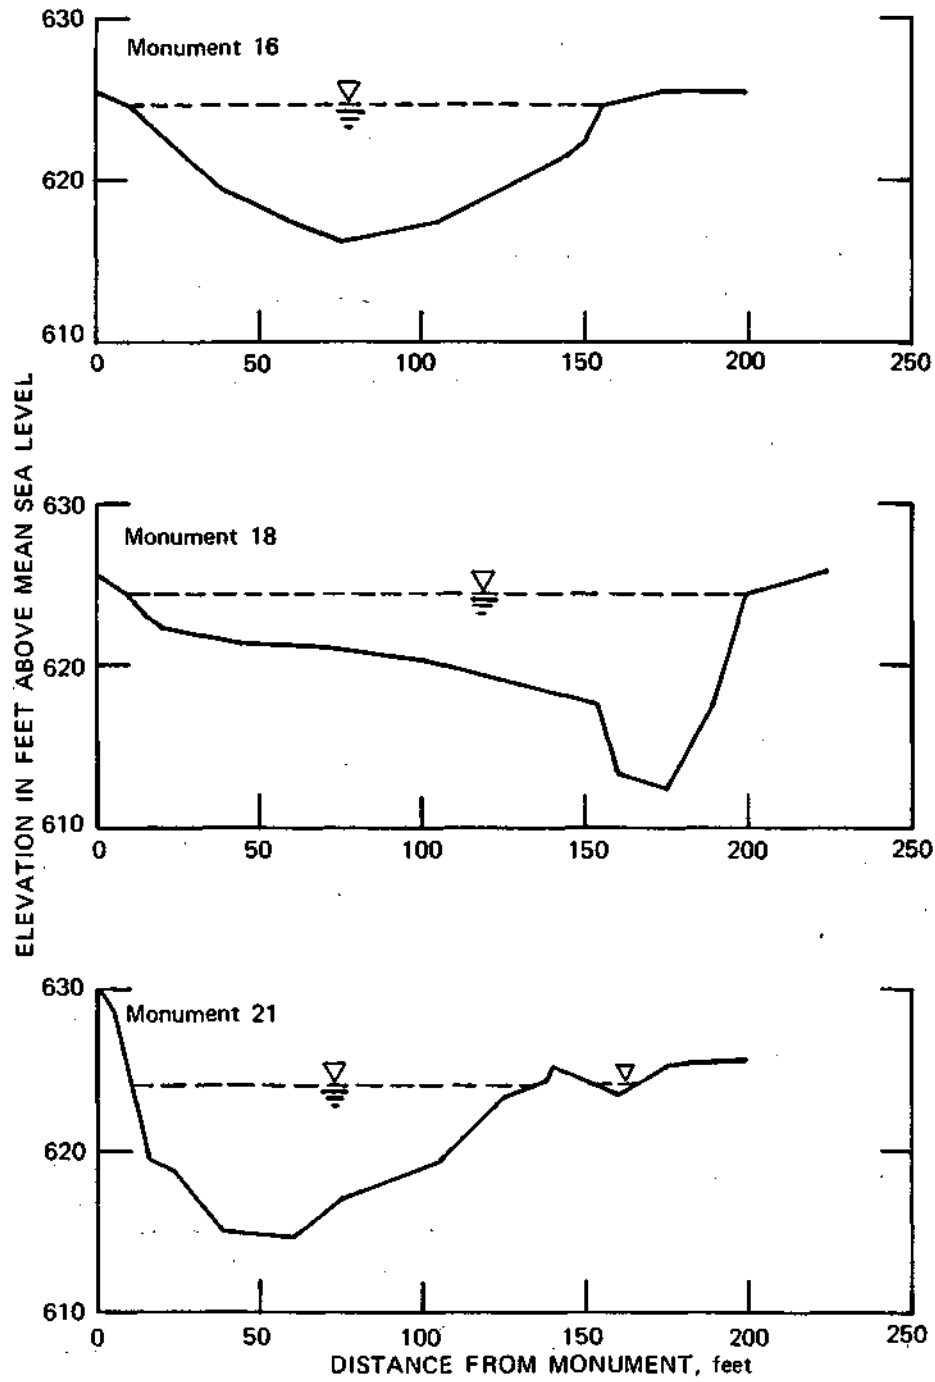 630
Monument 16
620
610
0 50 100 150 200 250
ELEVATION IN FEET ABOVE MEAN SEA LEVEL
630
Monument 18
620
610
0 50 100 150 200 250
630
Monument 21
620
610
0 50 100 150 200 250
DISTANCE FROM MONUMENT, feet